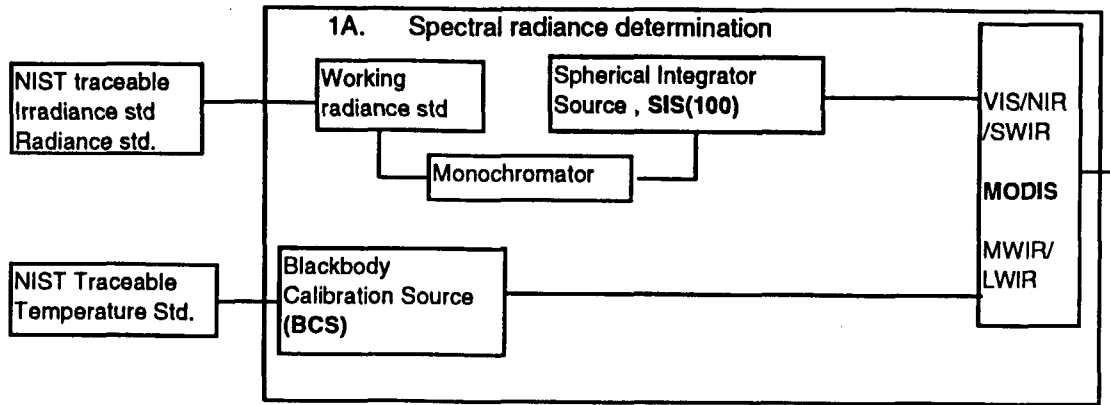 1A. Spectral radiance determination
NIST traceable
Irradiance std
Radiance std.
Working
radiance std
Spherical Integrator
Source , SIS(100)
Monochromator
VIS/NIR
/SWIR
MODIS
MWIR/
LWIR
NIST Traceable
Temperature Std.
Blackbody
Calibration Source
(BCS)